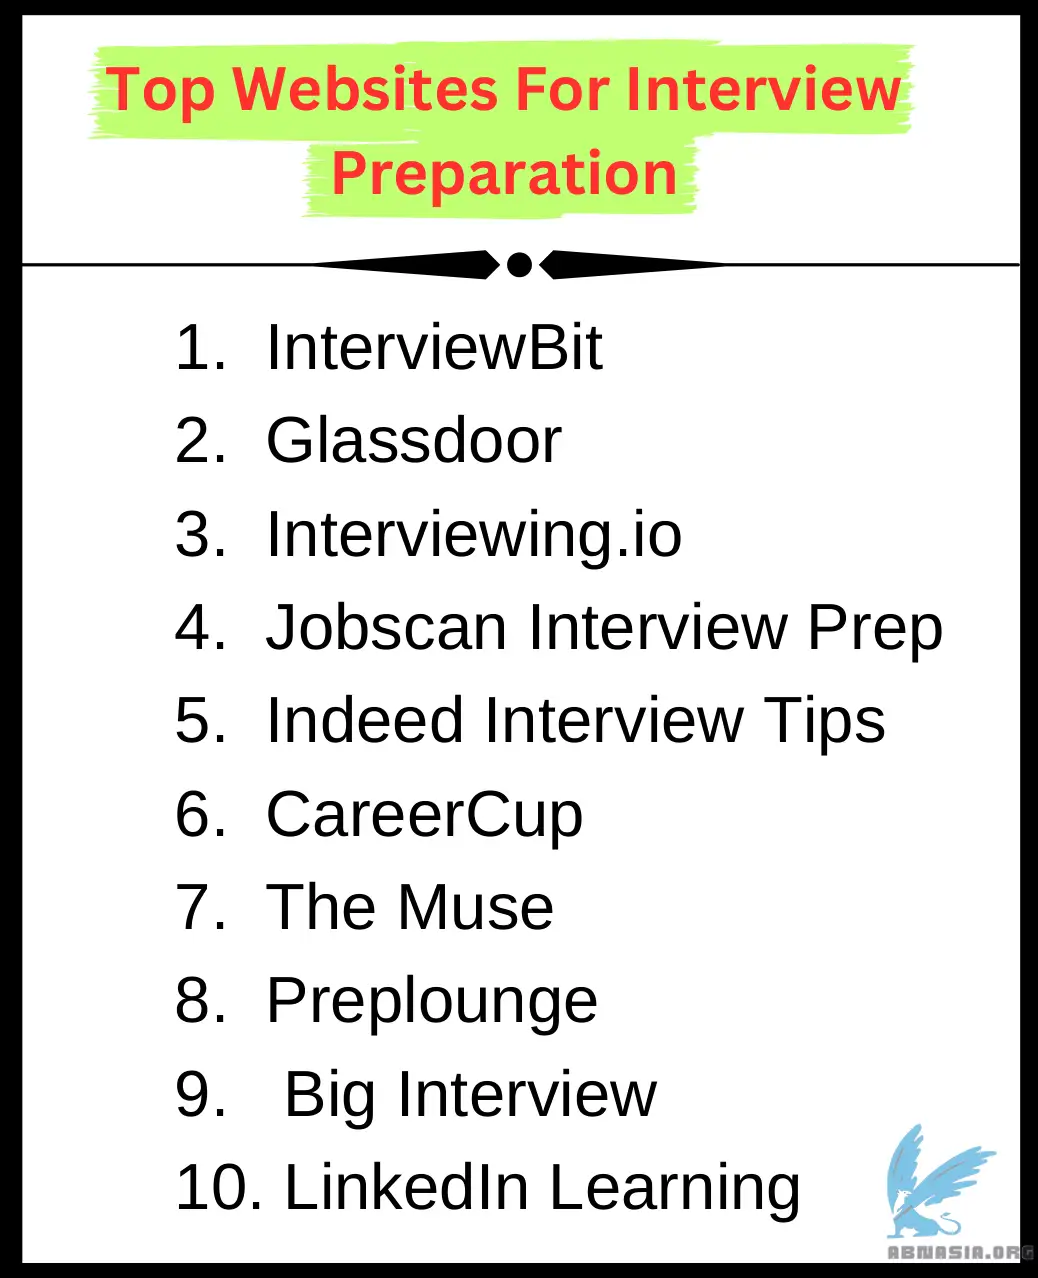 Top Websites For Interview
Preparation
1. InterviewBit
2. Glassdoor
3. Interviewing.io
4. Jobscan Interview Prep
5. Indeed Interview Tips
6. CareerCup
7. The Muse
8. Preplounge
9. Big Interview
10. LinkedIn Learning
ABNASIA.ORG